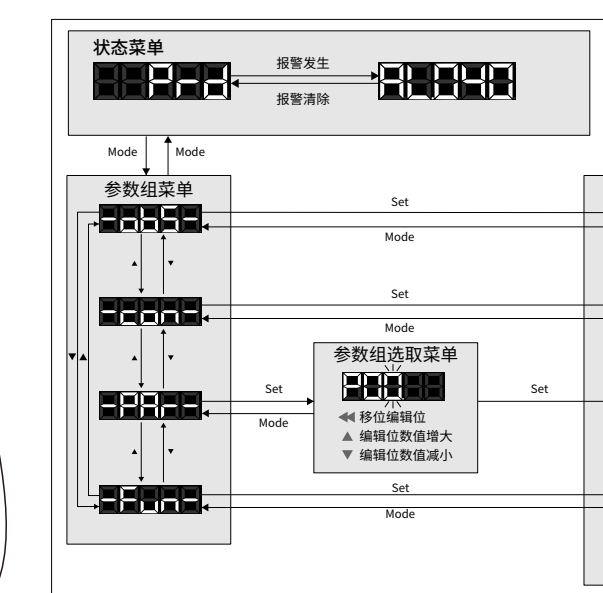 状态菜单
报警发生
报警清除
Mode
Mode
参数组菜单
Set
Mode
Set
Mode
参数组选取菜单
Set
Mode
Set
移位编辑位
编辑位数值增大
编辑位数值减小
Set
Mode